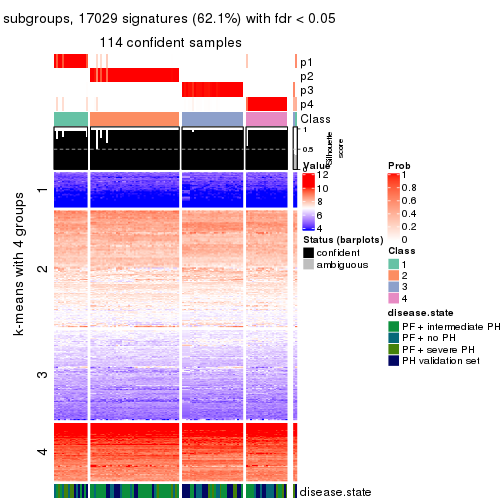 subgroups, 17029 signatures (62.1%) with fdr < 0.05
114 confident samples
p1
p2
p3
p4
Class
1
0.5
0
Silhouette
score
k-means with 4 groups
1
2
3
4
disease.state
Value
12
10
8
6
4
Status (barplots)
confident
ambiguous
Prob
1
0.8
0.6
0.4
0.2
0
Class
1
2
3
4
disease.state
PF + intermediate PH
PF + no PH
PF + severe PH
PH validation set